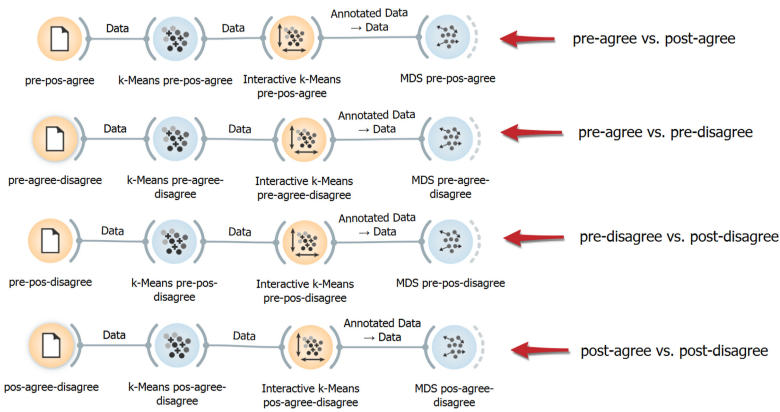 Data Data Annotated Data
→ Data
pre-agree vs. post-agree
pre-pos-agree k-Means pre-pos-agree Interactive k-Means MDS pre-pos-agree
pre-pos-agree
Data Data Annotated Data
→ Data
pre-agree vs. pre-disagree
pre-agree-disagree k-Means pre-agree- Interactive k-Means MDS pre-agree-
disagree pre-agree-disagree disagree
Data Data Annotated Data
→ Data
pre-disagree vs. post-disagree
pre-pos-disagree k-Means pre-pos- Interactive k-Means MDS pre-pos-disagree
disagree pre-pos-disagree
Data Data Annotated Data
→ Data
post-agree vs. post-disagree
pos-agree-disagree k-Means pos-agree- Interactive k-Means MDS pos-agree-
disagree pos-agree-disagree disagree